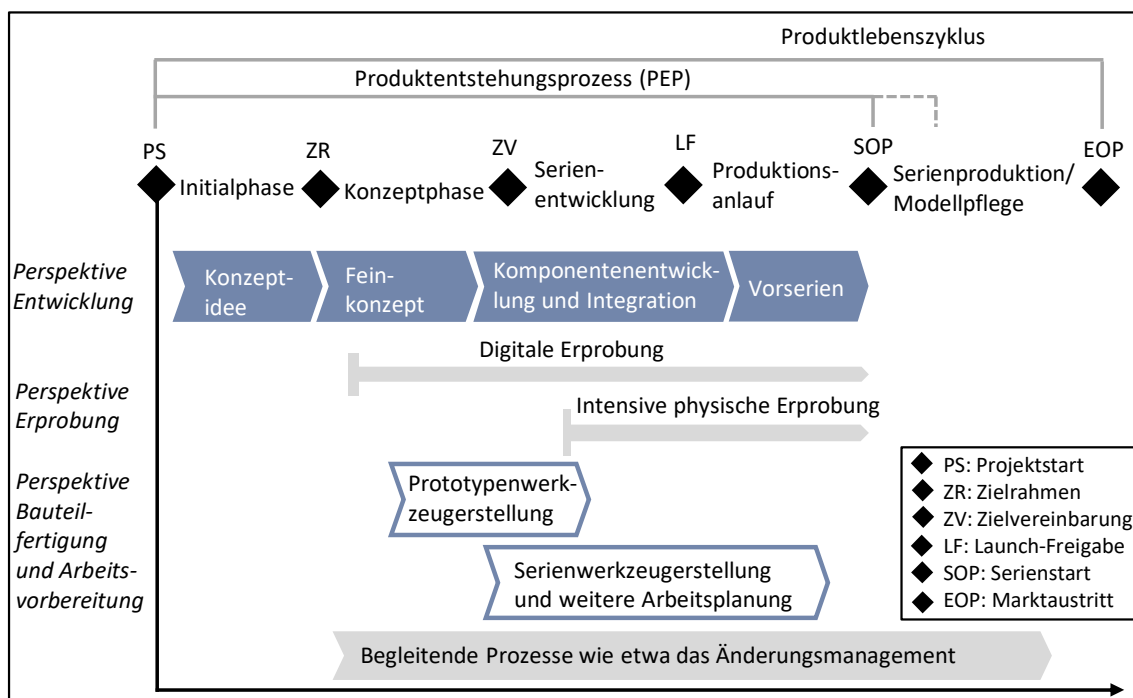 Produktlebenszyklus
Produktentstehungsprozess (PEP)
PS
ZR
ZV
LF
SOP
EOP
Initialphase
Konzeptphase
Serien-
entwicklung
Produktions-
anlauf
Serienproduktion/
Modellpflege
Perspektive
Entwicklung
Konzept-
idee
Fein-
konzept
Komponentenentwick-
lung und Integration
Vorserien
Digitale Erprobung
Perspektive
Erprobung
Intensive physische Erprobung
Perspektive
Bauteil-
fertigung
und Arbeits-
vorbereitung
Prototypenwerk-
zeugerstellung
Serienwerkzeugerstellung
und weitere Arbeitsplanung
Begleitende Prozesse wie etwa das Änderungsmanagement
PS: Projektstart
ZR: Zielrahmen
ZV: Zielvereinbarung
LF: Launch-Freigabe
SOP: Serienstart
EOP: Marktaustritt